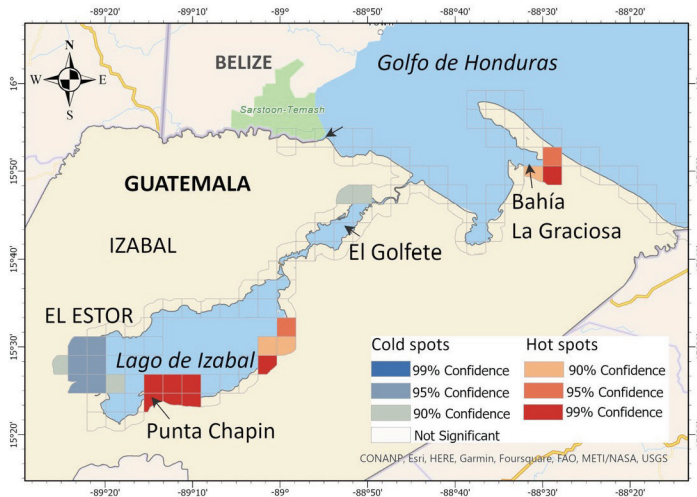 -89°20 -89°10 -89° -88°50 -88°40 -88°30 -88°20
N
W E
S
BELIZE
Golfo de Honduras
Sarstoon-Temash
16°
15°50
15°40
15°30
15°20
GUATEMALA
IZABAL
Bahía
La Graciosa
El Golfete
EL ESTOR
Lago de Izabal
Punta Chapin
Cold spots Hot spots
99% Confidence 90% Confidence
95% Confidence 95% Confidence
90% Confidence 99% Confidence
Not Significant
CONANP, Esri, HERE, Garmin, Foursquare, FAO, METI/NASA, USGS
-89°20 -89°10 -89° -88°50 -88°40 -88°30 -88°20